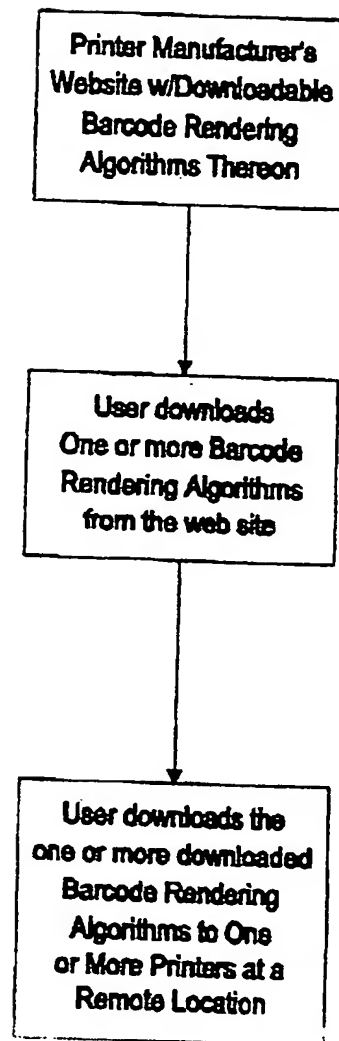 Printer Manufacturer's
Website w/Downloadable
Barcode Rendering
Algorithms Thereon
User downloads
One or more Barcode
Rendering Algorithms
from the web site
User downloads the
one or more downloaded
Barcode Rendering
Algorithms to One
or More Printers at a
Remote Location